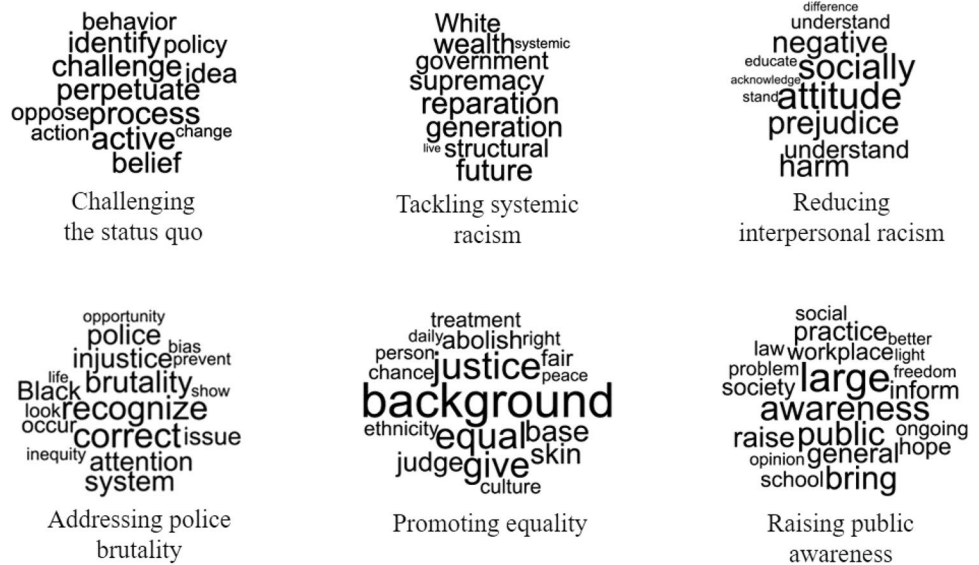 behavior
identify policy
challenge idea
perpetuate
oppose process
action active change
belief
Challenging
the status quo
White
wealth systemic
government
supremacy
reparation
generation
live structural
future
Tackling systemic
racism
difference
understand
negative
educate socially
acknowledge
stand attitude
prejudice
understand
harm
Reducing
interpersonal racism
opportunity
police
bias
injustice prevent
life brutality show
Black
look recognize
occur correct issue
inequity attention
system
Addressing police
brutality
treatment
daily abolish right
person justice fair
chance peace
background
ethnicity equal base
judge give skin
culture
Promoting equality
social
practice better
law workplace light
problem large freedom
society inform
awareness
raise public ongoing
opinion general hope
school bring
Raising public
awareness